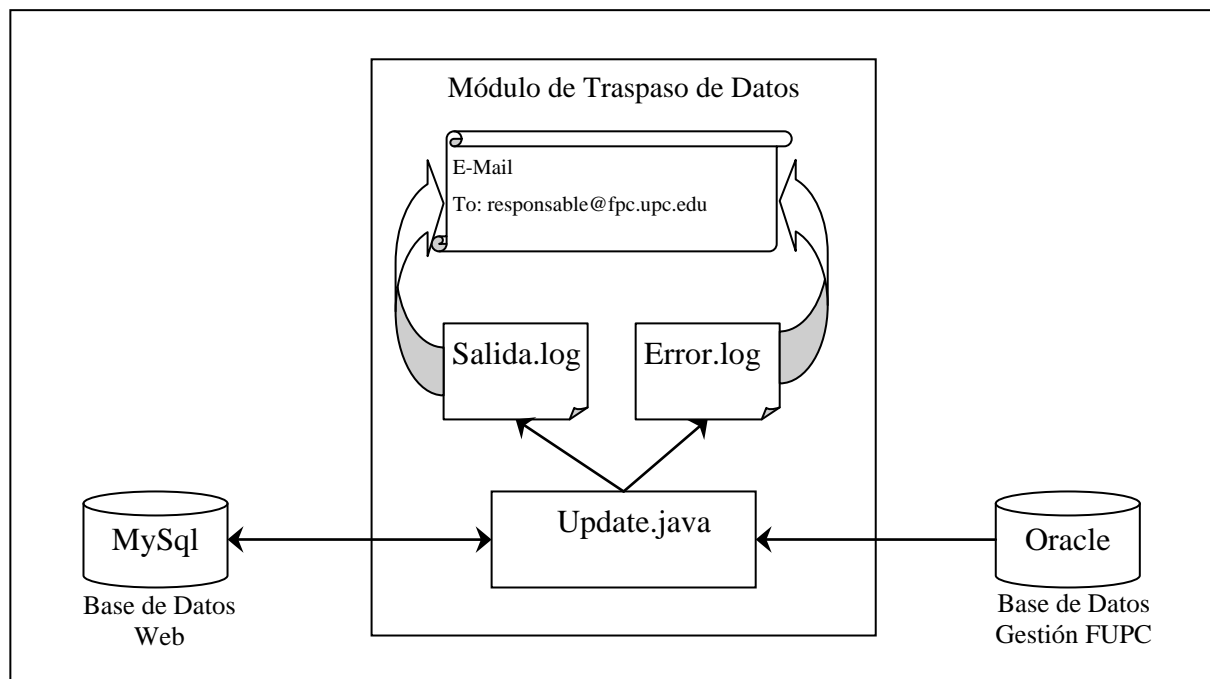 Módulo de Traspaso de Datos
E-Mail
To: responsable@fpc.upc.edu
Salida.log
Error.log
Update.java
MySql
Base de Datos
Web
Oracle
Base de Datos
Gestión FUPC